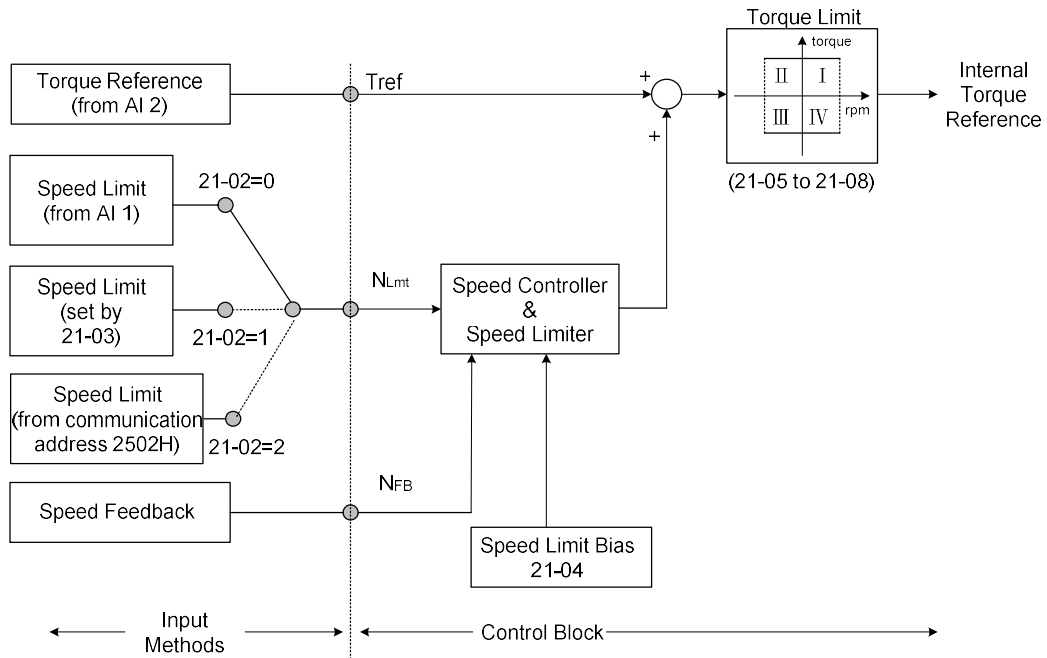 Torque Limit
torque
II
I
III
IV
rpm
(21-05 to 21-08)
Internal
Torque
Reference
Torque Reference
(from AI 2)
Tref
+
+
Speed Limit
(from AI 1)
21-02=0
Speed Limit
(set by
21-03)
21-02=1
NLmt
Speed Controller
&
Speed Limiter
Speed Limit
(from communication
address 2502H)
21-02=2
Speed Feedback
NFB
Speed Limit Bias
21-04
Input
Methods
Control Block